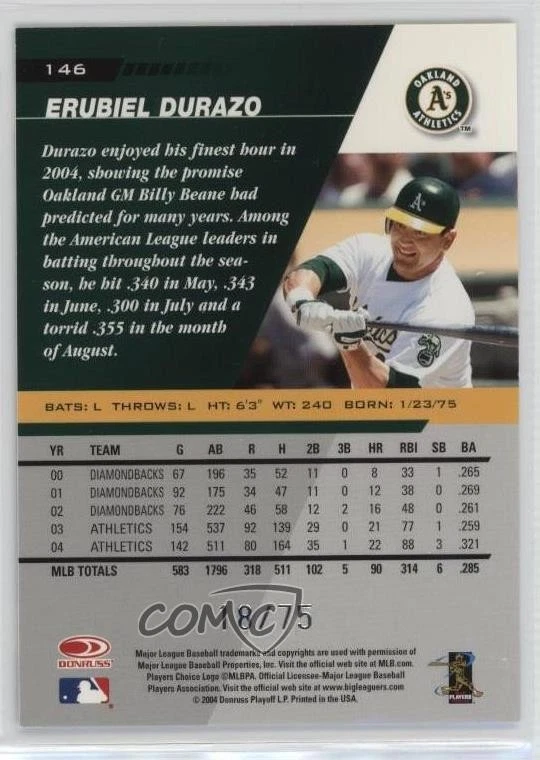 146
OAKLAND
A's
ATHLETICS
TM
ERUBIEL DURAZO
Durazo enjoyed his finest hour in
2004, showing the promise
Oakland GM Billy Beane had
predicted for many years. Among
the American League leaders in
batting throughout the sea-
son, he hit .340 in May, .343
in June, .300 in July and a
torrid .355 in the month
of August.
BATS: L THROWS: L HT: 6'3" WT: 240 BORN: 1/23/75
YR TEAM G AB R H 2B 3B HR RBI SB BA
00 DIAMONDBACKS 67 196 35 52 11 0 8 33 1 .265
01 DIAMONDBACKS 92 175 34 47 11 0 12 38 0 .269
02 DIAMONDBACKS 76 222 46 58 12 2 16 48 0 .261
03 ATHLETICS 154 537 92 139 29 0 21 77 1 .259
04 ATHLETICS 142 511 80 164 35 1 22 88 3 .321
MLB TOTALS 583 1796 318 511 102 5 90 314 6 .285
18/75
DONRUSS
Major League Baseball trademarks and copyrights are used with permission of
Major League Baseball Properties, Inc. Visit the official web site at MLB.com.
Players Choice Logo ©MLBPA. Official Licensee-Major League Baseball
Players Association. Visit the official web site at www.bigleaguers.com
© 2004 Donruss Playoff L.P. Printed in the USA.
PLAYERS